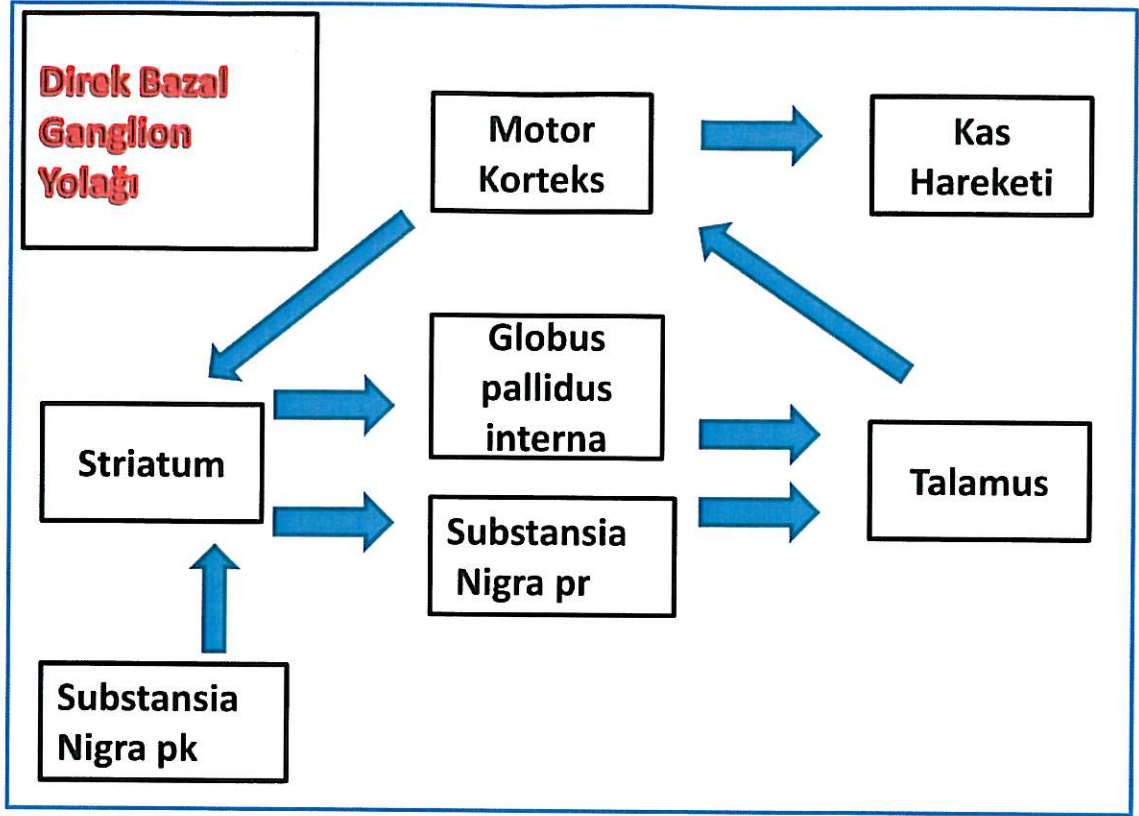 Direk Bazal
Ganglion
Yolağı
Motor
Korteks
Kas
Hareketi
Globus
pallidus
interna
Striatum
Talamus
Substansia
Nigra pr
Substansia
Nigra pk